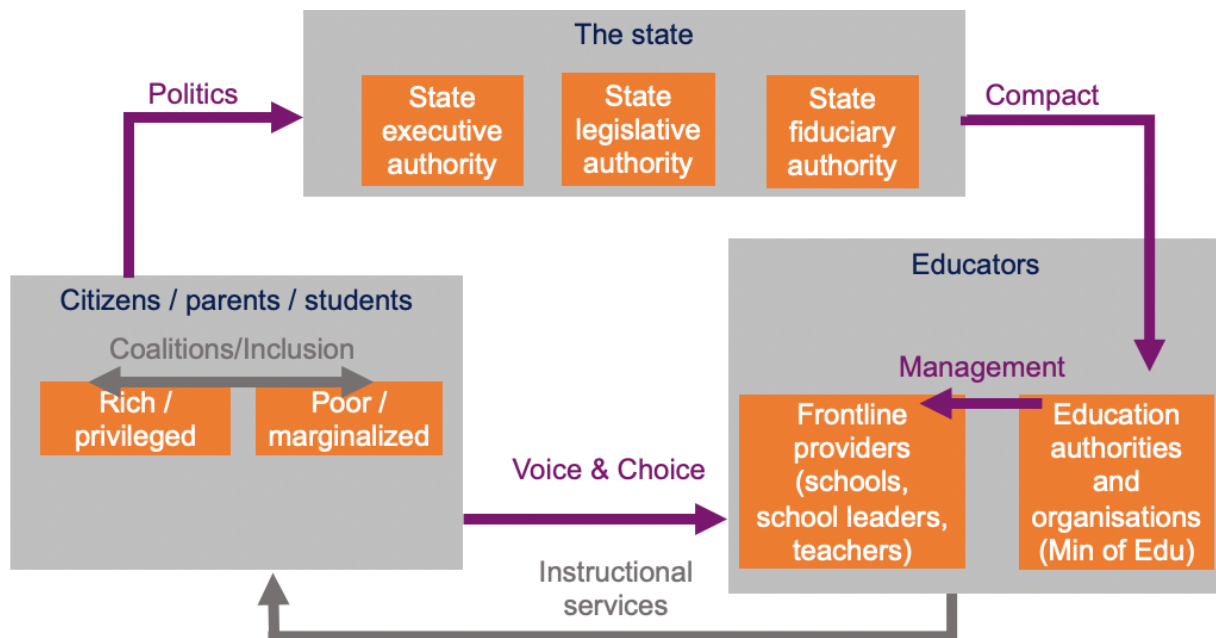 The state
State
executive
authority
State
legislative
authority
State
fiduciary
authority
Politics
Compact
Citizens / parents / students
Coalitions/Inclusion
Rich /
privileged
Poor /
marginalized
Voice & Choice
Educators
Management
Frontline
providers
(schools,
school leaders,
teachers)
Education
authorities
and
organisations
(Min of Edu)
Instructional
services